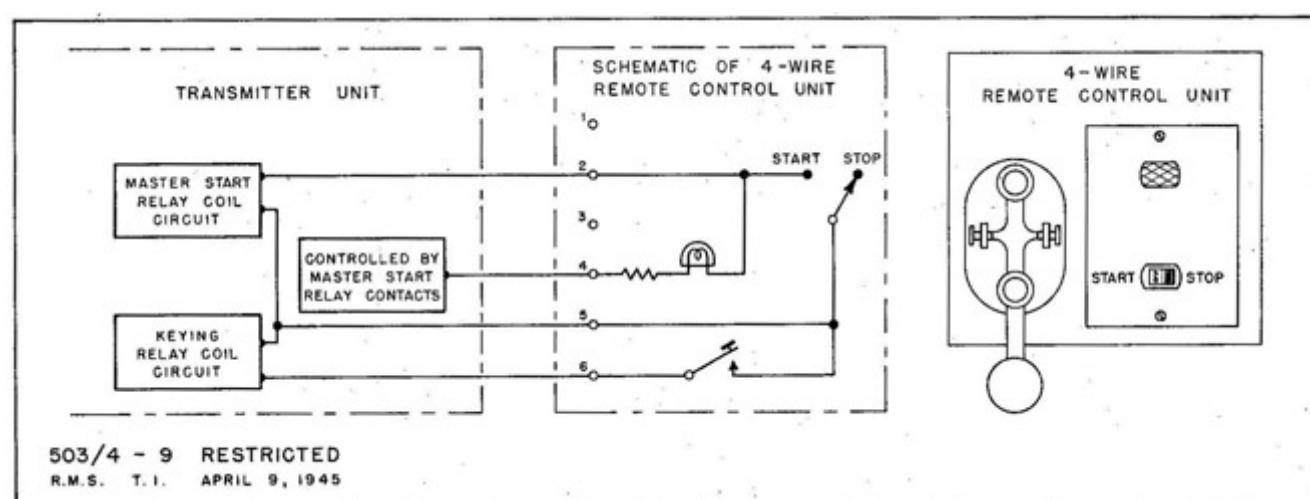 TRANSMITTER UNIT.
MASTER START
RELAY COIL
CIRCUIT
CONTROLLED BY
MASTER START
RELAY CONTACTS
KEYING
RELAY COIL
CIRCUIT
SCHEMATIC OF 4-WIRE
REMOTE CONTROL UNIT
1
2
START STOP
3
4
5
6
4-WIRE
REMOTE CONTROL UNIT
START STOP
503/4 - 9 RESTRICTED
R.M.S. T.I. APRIL 9, 1945